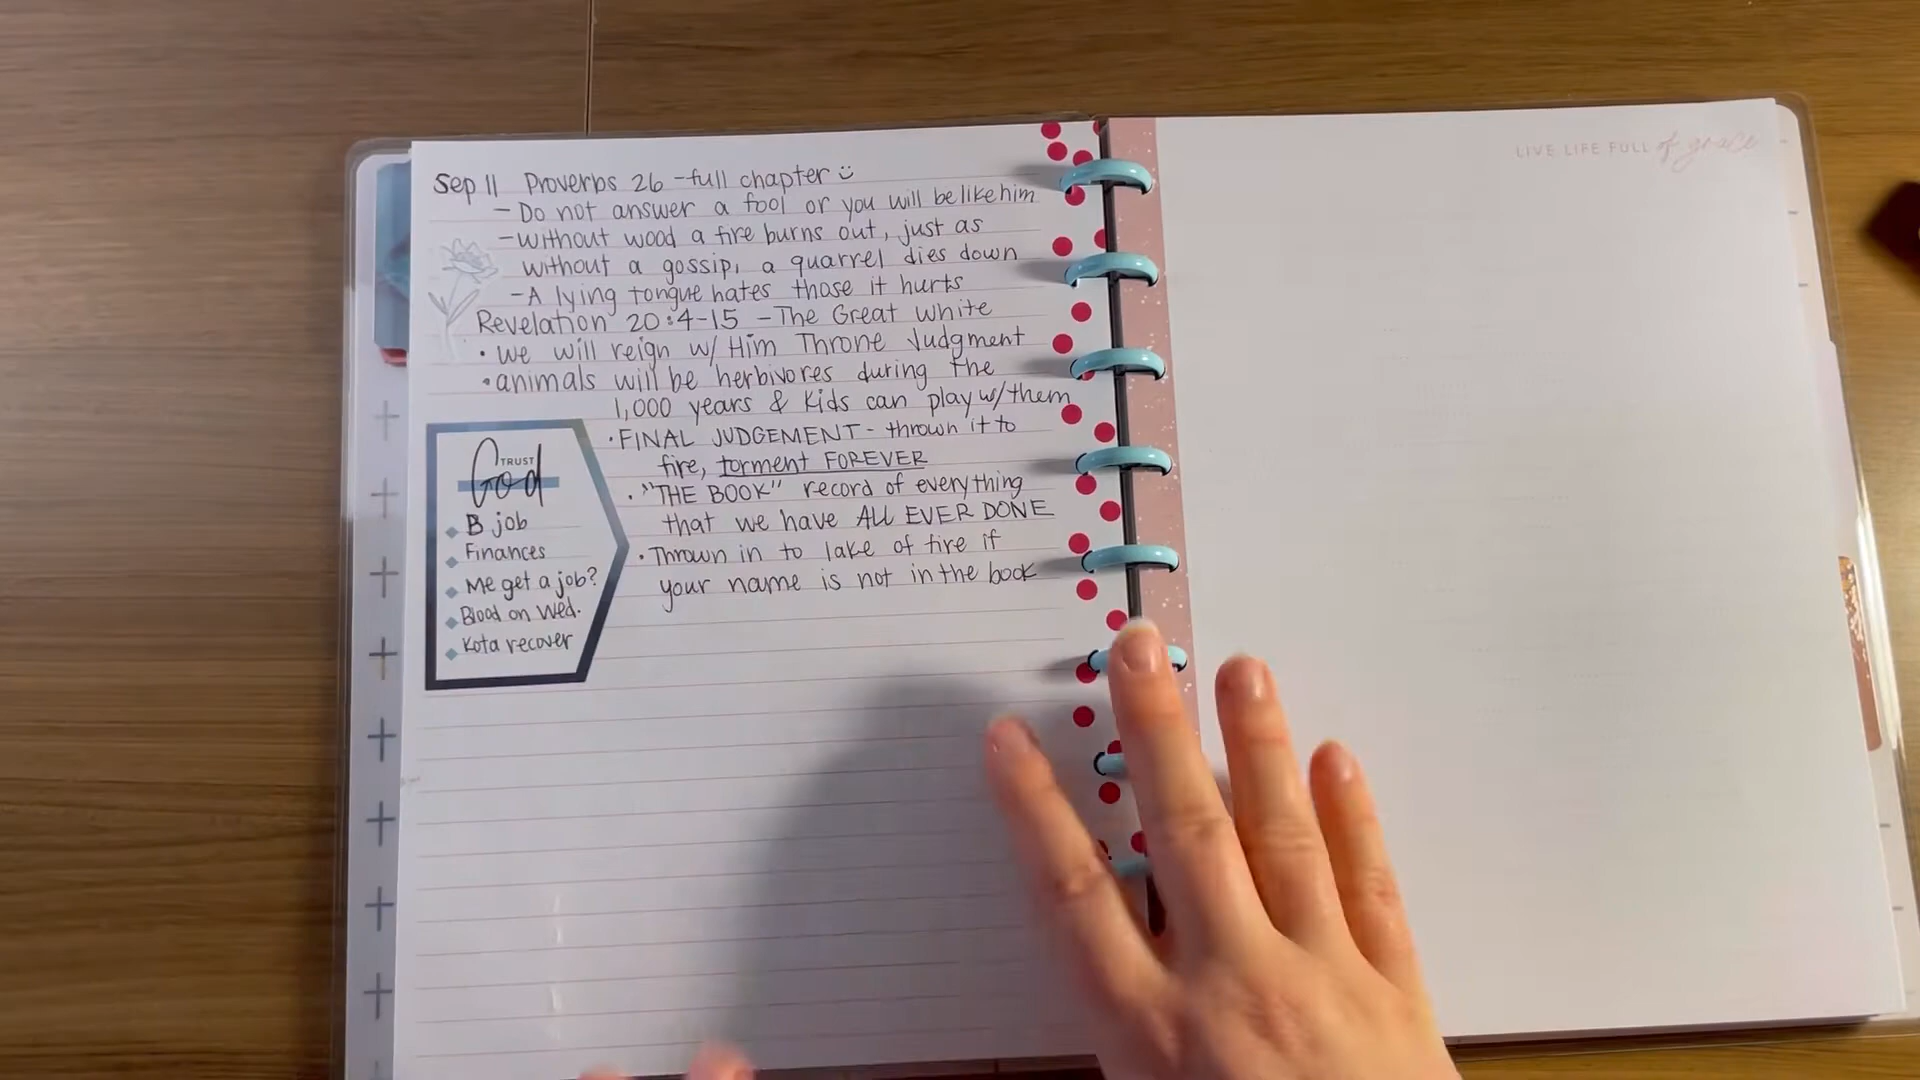 Sep 11 Proverbs 26 - full chapter
- Do not answer a fool or you will be like him
- without wood a fire burns out, just as
without a gossip, a quarrel dies down
- A lying tongue hates those it hurts
Revelation 20:4-15 - The Great White
• we will reign w/ Him Throne Judgment
• animals will be herbivores during the
1,000 years & kids can play w/ them
• FINAL JUDGEMENT - thrown it to
fire, torment FOREVER
• "THE BOOK" record of everything
that we have ALL EVER DONE
• Thrown in to lake of fire if
your name is not in the book
TRUST
God
B job
Finances
Me get a job?
Blood on Wed.
Kota recover
LIVE LIFE FULL of grace